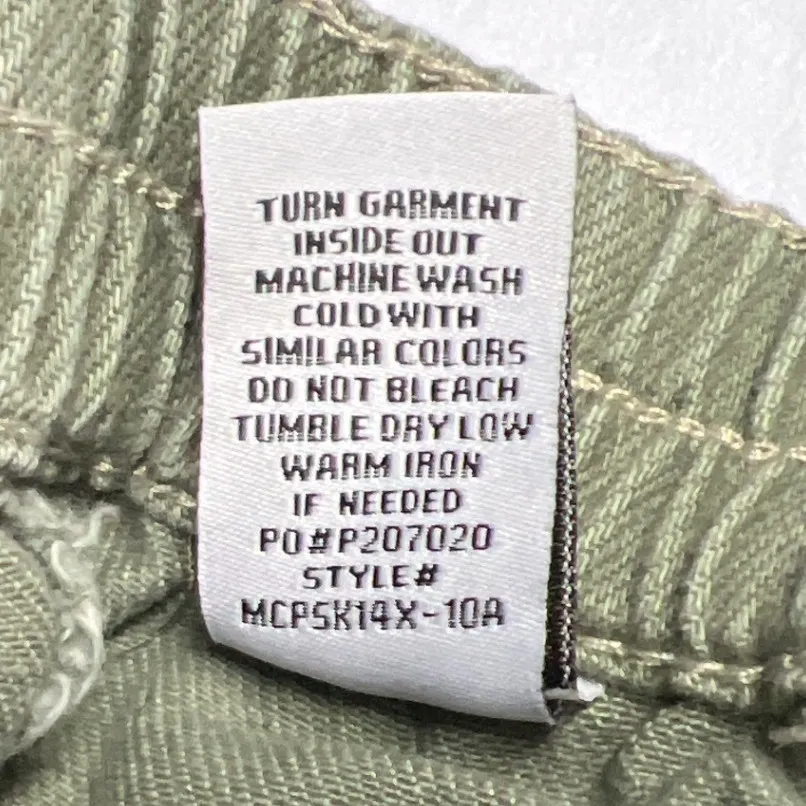 TURN GARMENT
INSIDE OUT
MACHINE WASH
COLD WITH
SIMILAR COLORS
DO NOT BLEACH
TUMBLE DRY LOW
WARM IRON
IF NEEDED
PO#P207020
STYLE#
MCPSK14X-10A